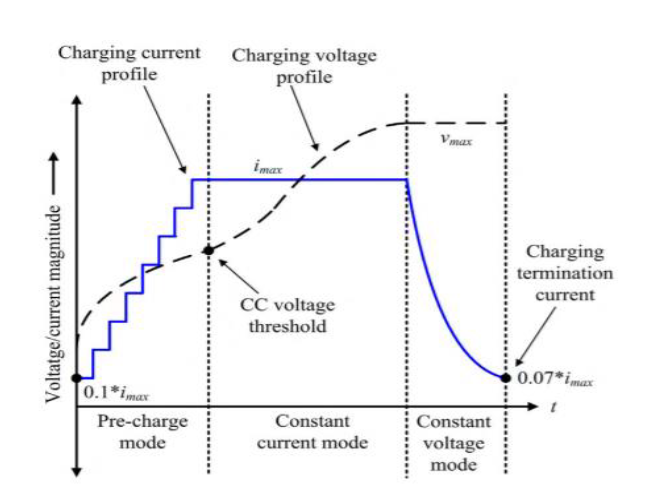 Charging current
profile
Charging voltage
profile
i_max
v_max
Voltatge/current magnitude
CC voltage
threshold
Charging
termination
current
0.1*i_max
0.07*i_max
t
Pre-charge
mode
Constant
current mode
Constant
voltage
mode